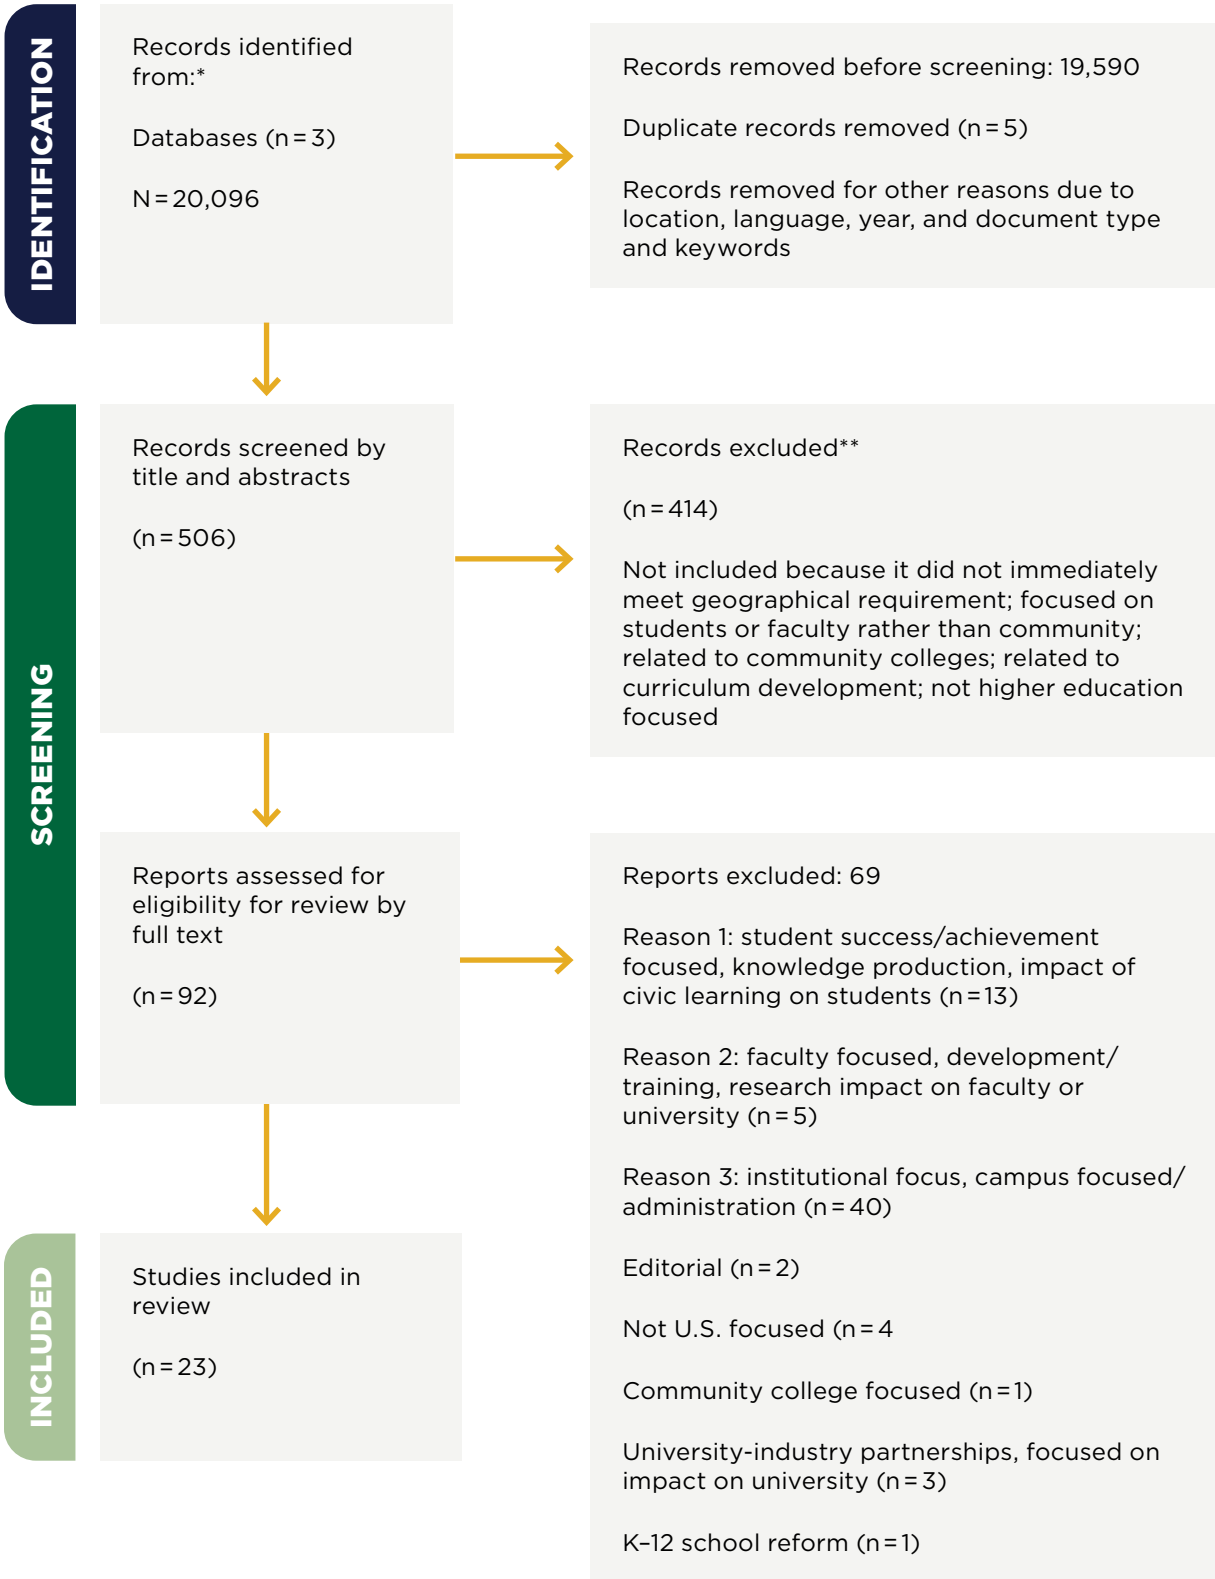 IDENTIFICATION
Records identified
from:*
Databases (n = 3)
N = 20,096
Records removed before screening: 19,590
Duplicate records removed (n = 5)
Records removed for other reasons due to
location, language, year, and document type
and keywords
SCREENING
Records screened by
title and abstracts
(n = 506)
Records excluded**
(n = 414)
Not included because it did not immediately
meet geographical requirement; focused on
students or faculty rather than community;
related to community colleges; related to
curriculum development; not higher education
focused
Reports assessed for
eligibility for review by
full text
(n = 92)
Reports excluded: 69
Reason 1: student success/achievement
focused, knowledge production, impact of
civic learning on students (n = 13)
Reason 2: faculty focused, development/
training, research impact on faculty or
university (n = 5)
Reason 3: institutional focus, campus focused/
administration (n = 40)
Editorial (n = 2)
Not U.S. focused (n = 4
Community college focused (n = 1)
University-industry partnerships, focused on
impact on university (n = 3)
K–12 school reform (n = 1)
INCLUDED
Studies included in
review
(n = 23)